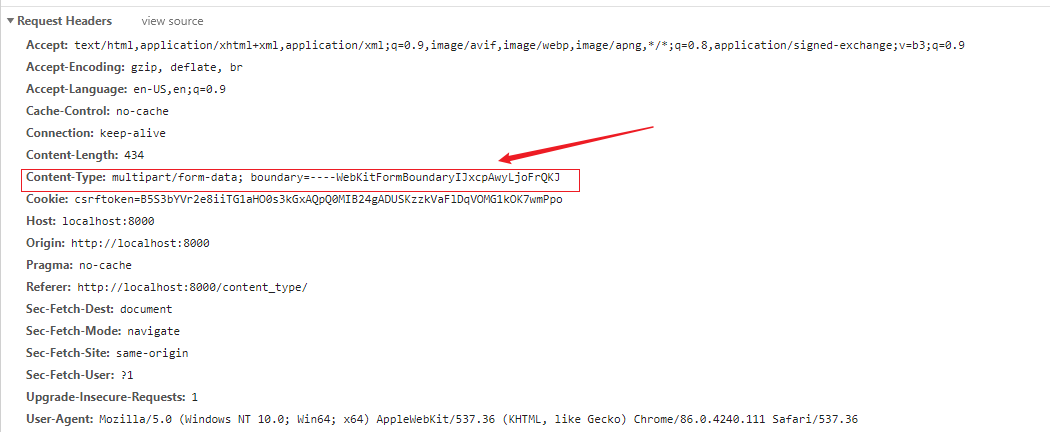 Request Headers view source
Accept: text/html,application/xhtml+xml,application/xml;q=0.9,image/avif,image/webp,image/apng,*/*;q=0.8,application/signed-exchange;v=b3;q=0.9
Accept-Encoding: gzip, deflate, br
Accept-Language: en-US,en;q=0.9
Cache-Control: no-cache
Connection: keep-alive
Content-Length: 434
Content-Type: multipart/form-data; boundary=----WebKitFormBoundaryIJxcpAwyLjoFrQKJ
Cookie: csrftoken=B5S3bYVr2e8iiTG1aHO0s3kGxAQpQ0MIB24gADUSKzzkVaFlDqVOMG1kOK7wmPpo
Host: localhost:8000
Origin: http://localhost:8000
Pragma: no-cache
Referer: http://localhost:8000/content_type/
Sec-Fetch-Dest: document
Sec-Fetch-Mode: navigate
Sec-Fetch-Site: same-origin
Sec-Fetch-User: ?1
Upgrade-Insecure-Requests: 1
User-Agent: Mozilla/5.0 (Windows NT 10.0; Win64; x64) AppleWebKit/537.36 (KHTML, like Gecko) Chrome/86.0.4240.111 Safari/537.36